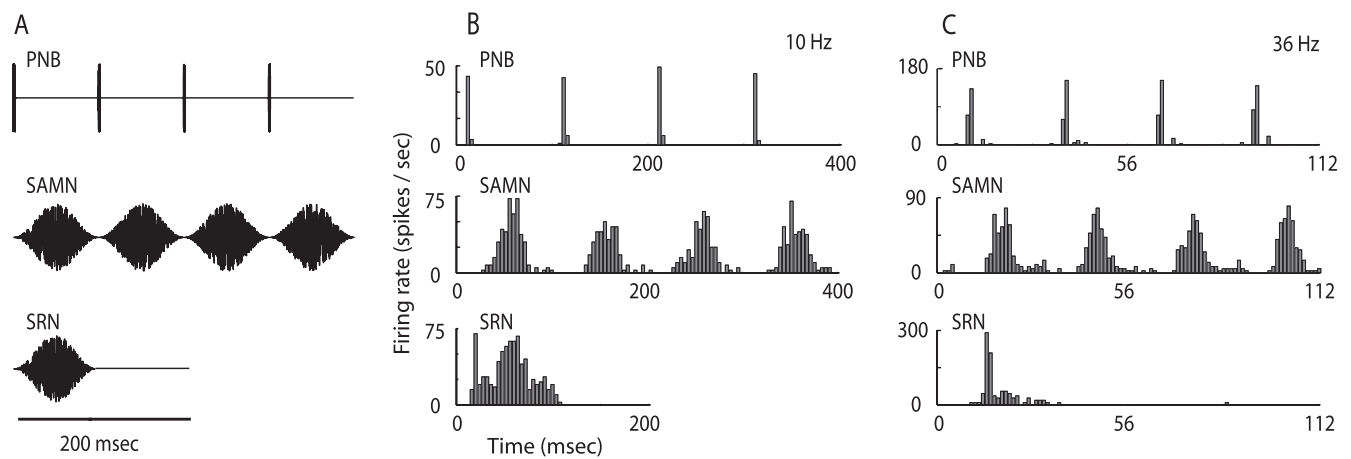 A
PNB
SAMN
SRN
200 msec
B
10 Hz
Firing rate (spikes / sec)
PNB
50
0
0 200 400
SAMN
75
0
0 200 400
SRN
75
0
0 200
Time (msec)
C
36 Hz
PNB
180
0
0 56 112
SAMN
90
0
0 56 112
SRN
300
0
0 56 112